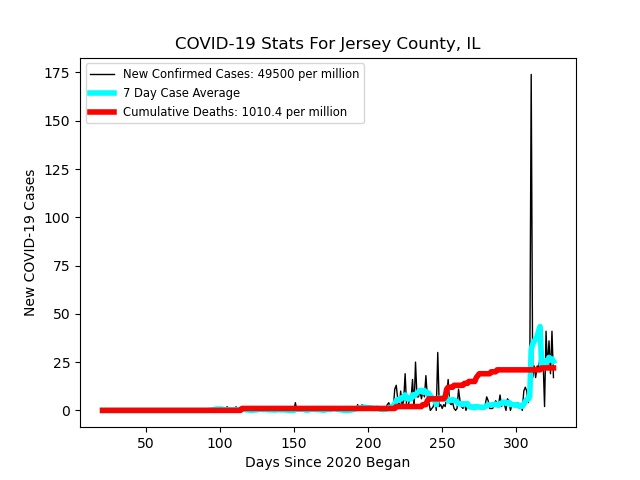 COVID-19 Stats For Jersey County, IL
New Confirmed Cases: 49500 per million
7 Day Case Average
Cumulative Deaths: 1010.4 per million
New COVID-19 Cases
175
150
125
100
75
50
25
0
50 100 150 200 250 300
Days Since 2020 Began